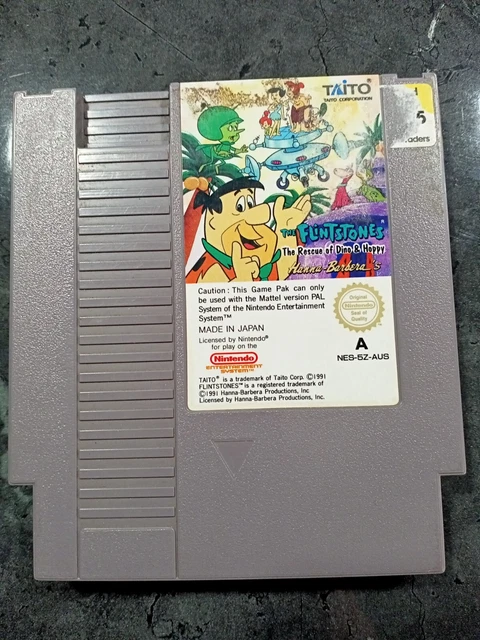 TAITO®
TAITO CORPORATION
5
aders
THE FLINTSTONES
The Rescue of Dino & Hoppy
Hanna-Barbera's
Caution : This Game Pak can only
be used with the Mattel version PAL
System of the Nintendo Entertainment
System™
MADE IN JAPAN
Licensed by Nintendo®
for play on the
Nintendo
ENTERTAINMENT
SYSTEM™
Original
Nintendo
Seal of
Quality
A
NES-5Z-AUS
TAITO® is a trademark of Taito Corp. ©1991
FLINTSTONES™ is a registered trademark of
©1991 Hanna-Barbera Productions, Inc
Licensed by Hanna-Barbera Productions, Inc.